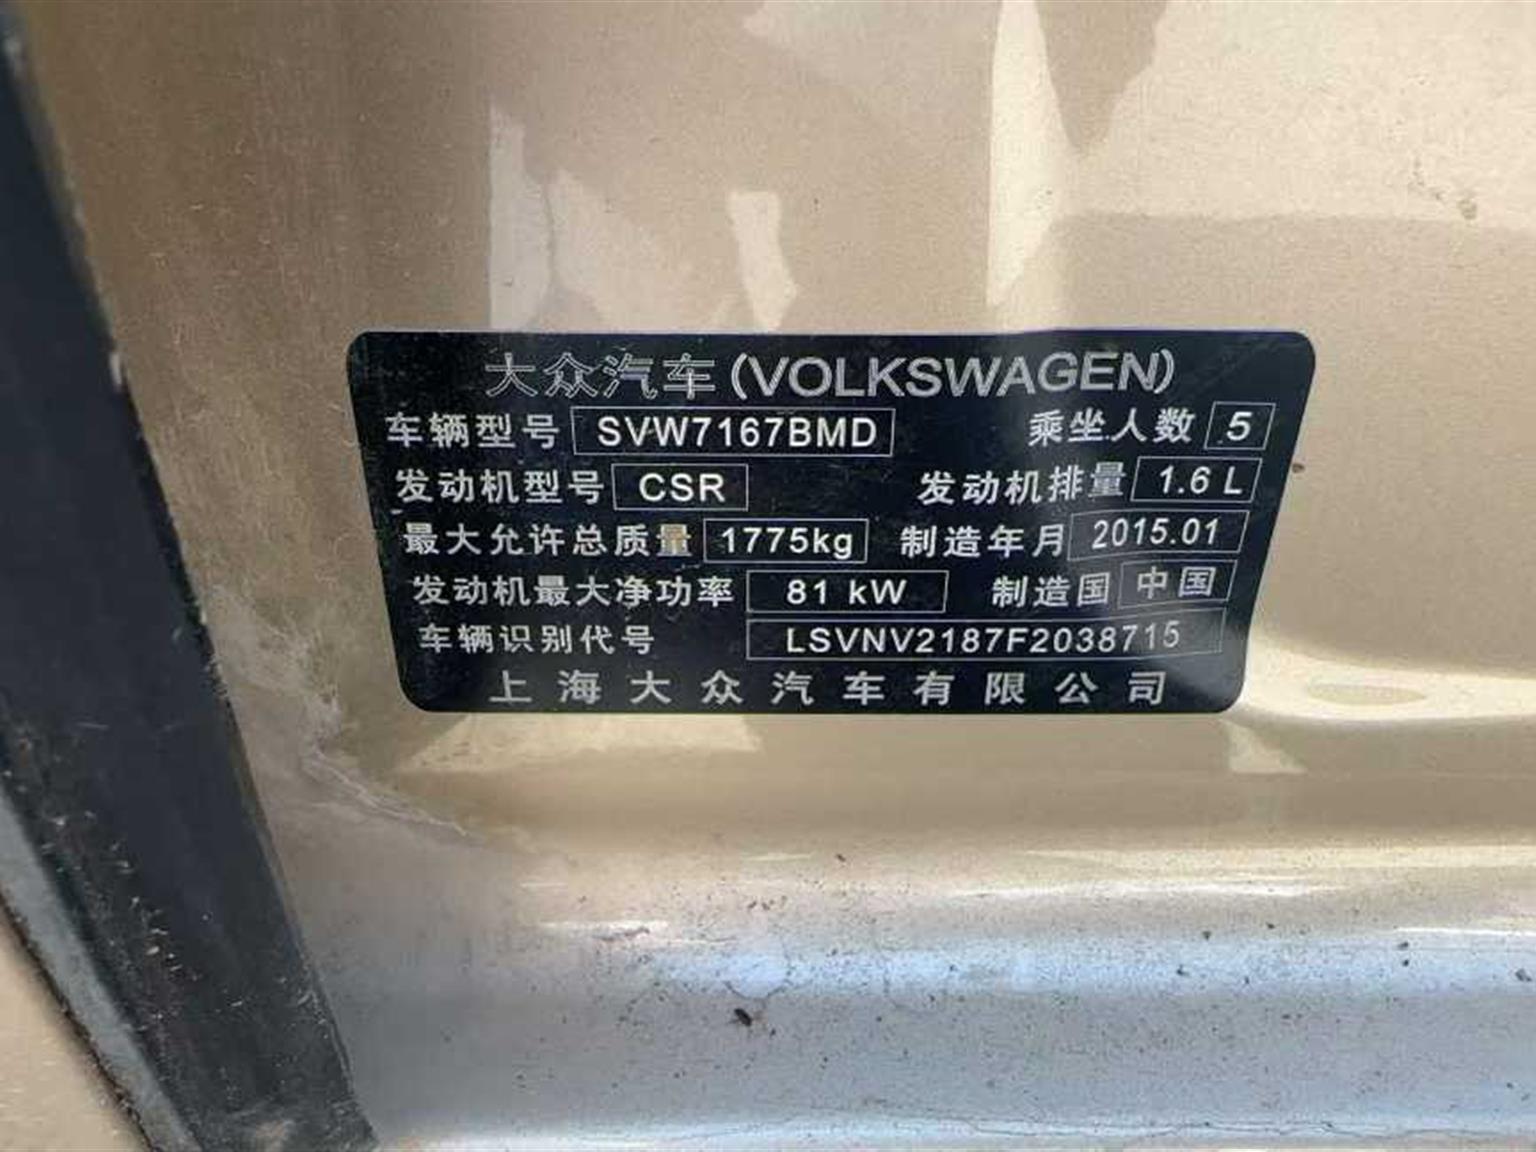 大众汽车(VOLKSWAGEN)
车辆型号 SVW7167BMD 乘坐人数 5
发动机型号 CSR 发动机排量 1.6 L
最大允许总质量 1775kg 制造年月 2015.01
发动机最大净功率 81 kW 制造国 中国
车辆识别代号 LSVNV2187F2038715
上海大众汽车有限公司